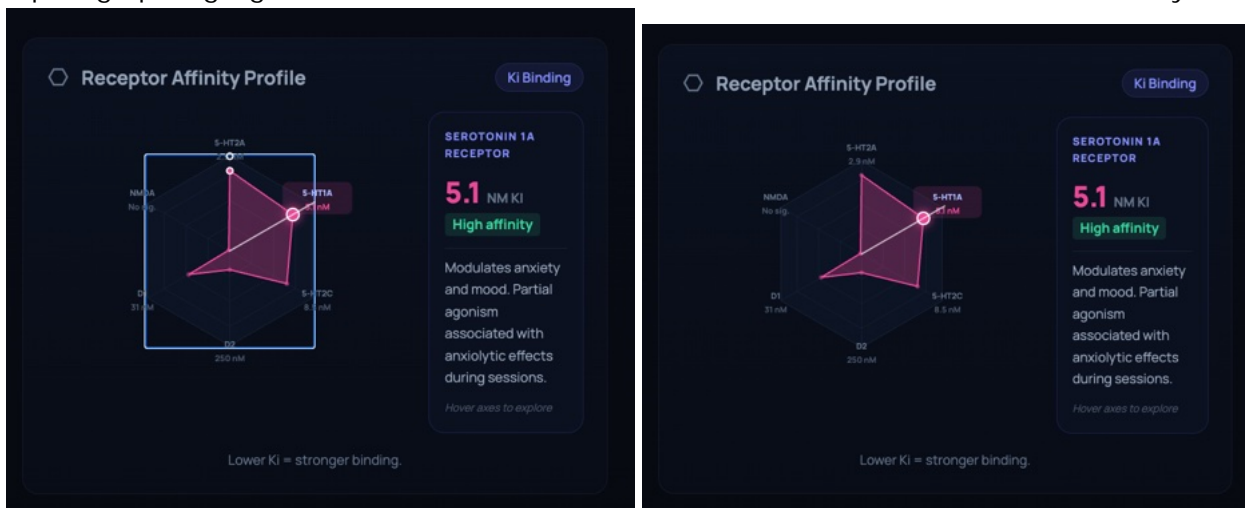 Receptor Affinity Profile
Ki Binding
5-HT2A
NMDA
5-HT1A
5-HT2C
8.5 nM
31 nM
D2
250 nM
SEROTONIN 1A
RECEPTOR
5.1 NM KI
High affinity
Modulates anxiety
and mood. Partial
agonism
associated with
anxiolytic effects
during sessions.
Hover axes to explore
Lower Ki = stronger binding.
Receptor Affinity Profile
Ki Binding
5-HT2A
2.9 nM
NMDA
No sig.
5-HT1A
5.1 nM
D1
31 nM
5-HT2C
8.5 nM
D2
250 nM
SEROTONIN 1A
RECEPTOR
5.1 NM KI
High affinity
Modulates anxiety
and mood. Partial
agonism
associated with
anxiolytic effects
during sessions.
Hover axes to explore
Lower Ki = stronger binding.